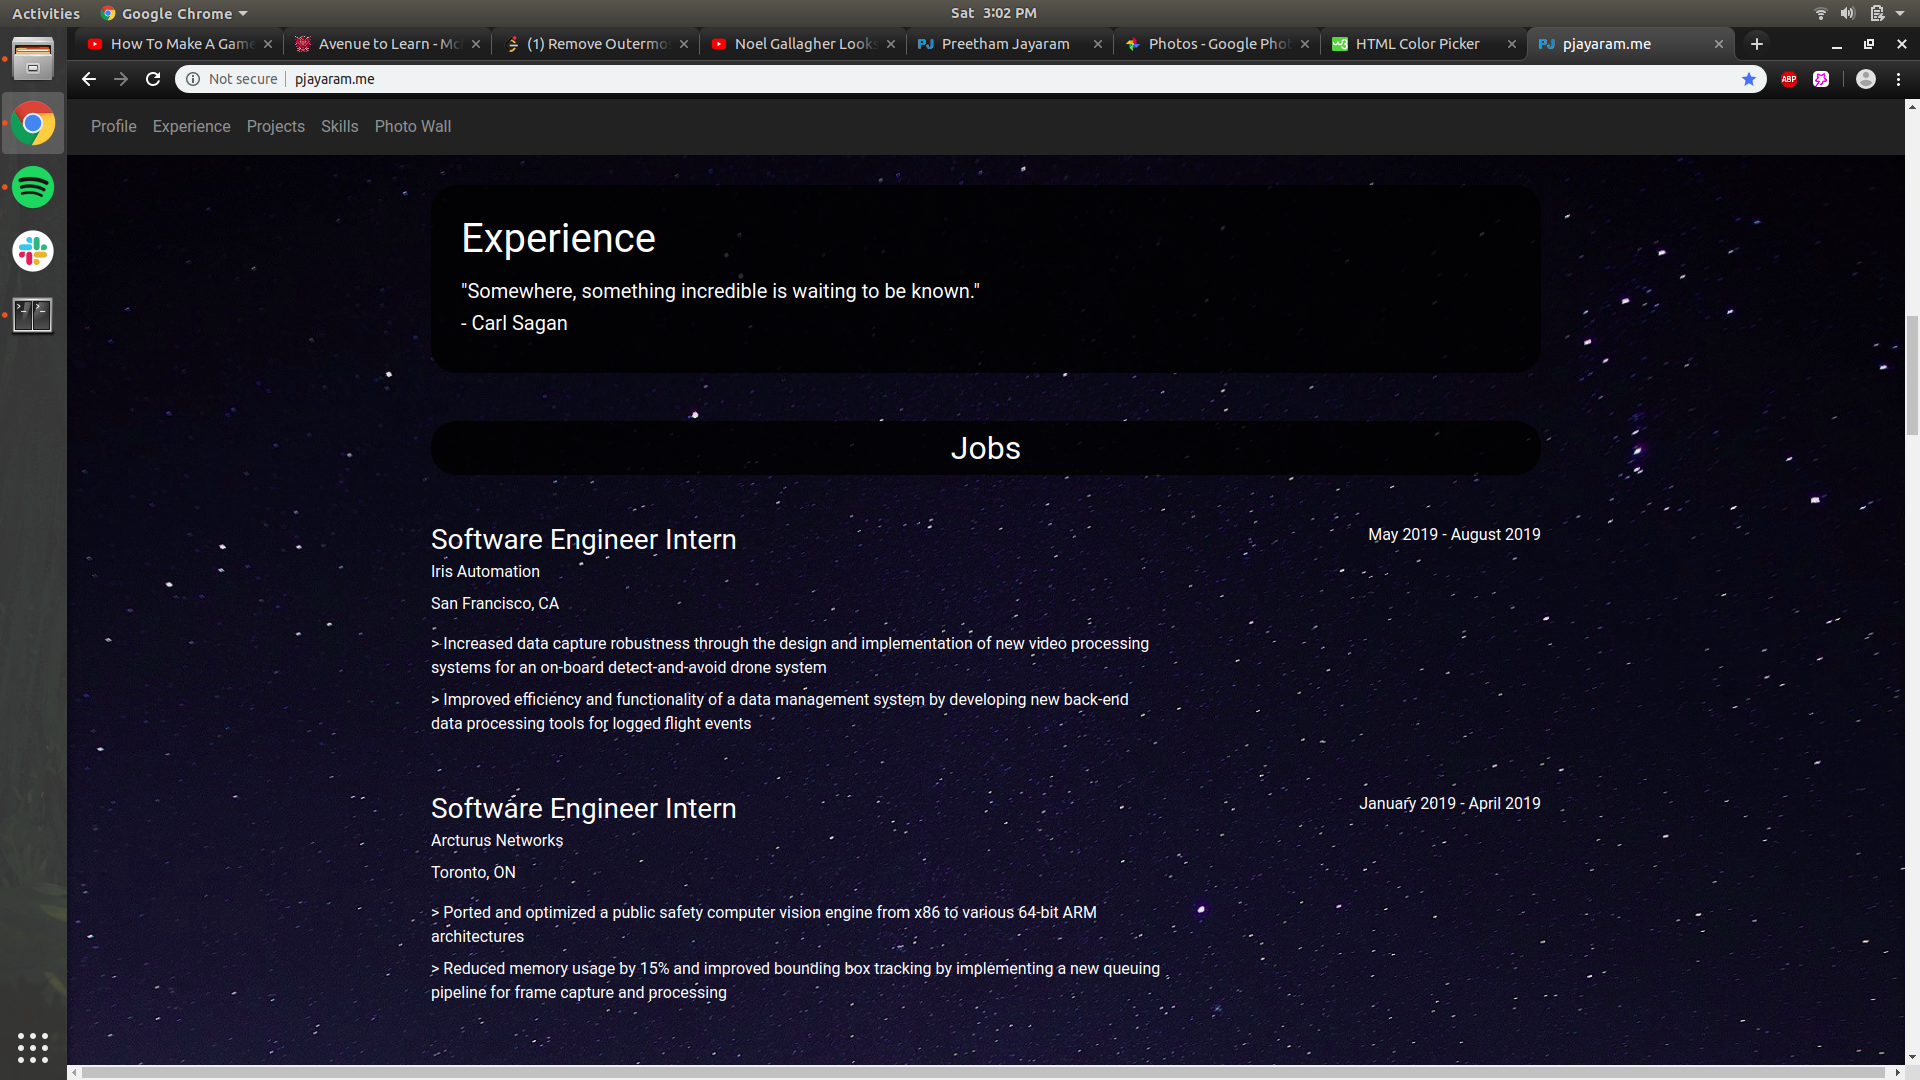 Activities
Google Chrome
Sat 3:02 PM
How To Make A Game
Avenue to Learn - Mc
(1) Remove Outermos
Noel Gallagher Looks
PJ Preetham Jayaram
Photos - Google Phot
w3 HTML Color Picker
PJ pjayaram.me
Not secure
pjayaram.me
ABP
Profile
Experience
Projects
Skills
Photo Wall
Experience
"Somewhere, something incredible is waiting to be known."
- Carl Sagan
Jobs
Software Engineer Intern
May 2019 - August 2019
Iris Automation
San Francisco, CA
> Increased data capture robustness through the design and implementation of new video processing
systems for an on-board detect-and-avoid drone system
> Improved efficiency and functionality of a data management system by developing new back-end
data processing tools for logged flight events
Software Engineer Intern
January 2019 - April 2019
Arcturus Networks
Toronto, ON
> Ported and optimized a public safety computer vision engine from x86 to various 64-bit ARM
architectures
> Reduced memory usage by 15% and improved bounding box tracking by implementing a new queuing
pipeline for frame capture and processing